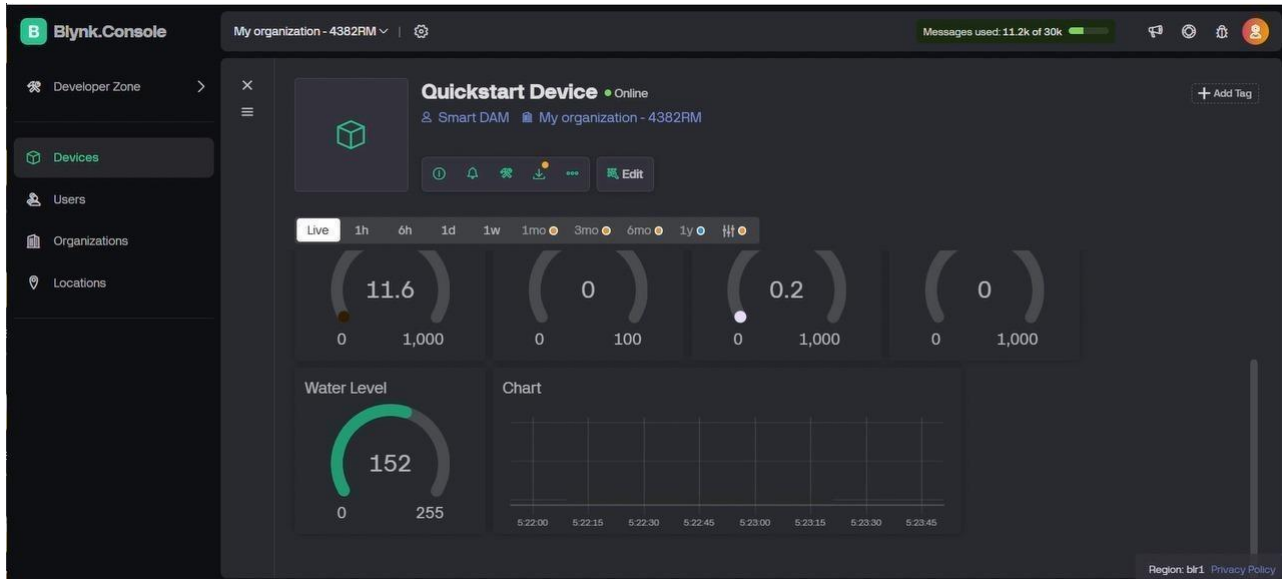 B Blynk.Console
My organization - 4382RM
Messages used: 11.2k of 30k
Developer Zone
Devices
Users
Organizations
Locations
Quickstart Device Online
Smart DAM My organization - 4382RM
Add Tag
Edit
Live 1h 6h 1d 1w 1mo 3mo 6mo 1y
11.6 0 0.2 0
0 1,000 0 100 0 1,000 0 1,000
Water Level
152
0 255
Chart
5:22:00 5:22:15 5:22:30 5:22:45 5:23:00 5:23:15 5:23:30 5:23:45
Region: blr1 Privacy Policy